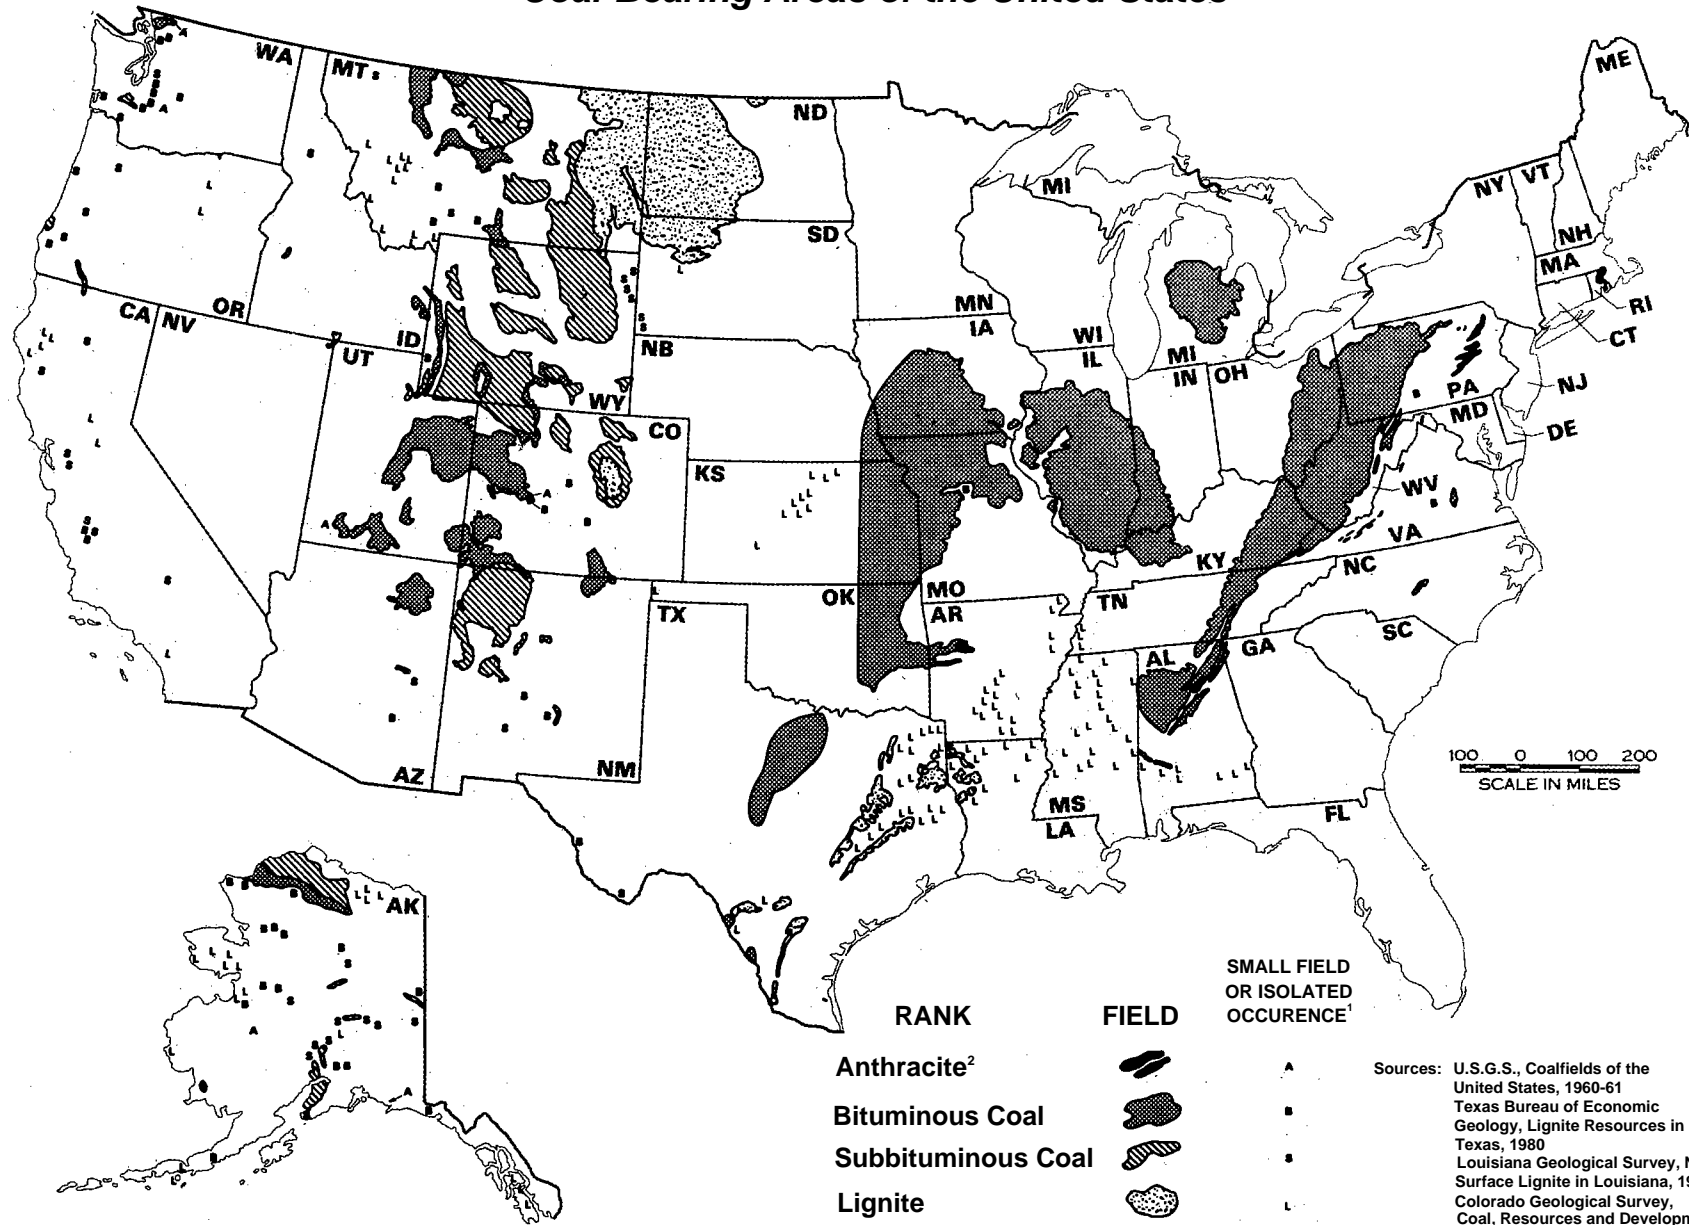 Coal Bearing Areas of the United States
WA
MT
ND
ME
MI
NY
VT
SD
NH
MA
OR
CA
NV
ID
UT
MN
IA
WI
IL
MI
IN
OH
RI
CT
NB
WY
PA
NJ
MD
DE
CO
KS
WV
VA
KY
NC
OK
MO
TX
AR
TN
SC
AL
GA
AZ
NM
MS
LA
FL
100 0 100 200
SCALE IN MILES
AK
RANK
FIELD
SMALL FIELD
OR ISOLATED
OCCURENCE¹
Anthracite²
A
Bituminous Coal
B
Subbituminous Coal
S
Lignite
L
Sources: U.S.G.S., Coalfields of the
United States, 1960-61
Texas Bureau of Economic
Geology, Lignite Resources in
Texas, 1980
Louisiana Geological Survey,
Surface Lignite in Louisiana,
Colorado Geological Survey,
Coal, Resources and